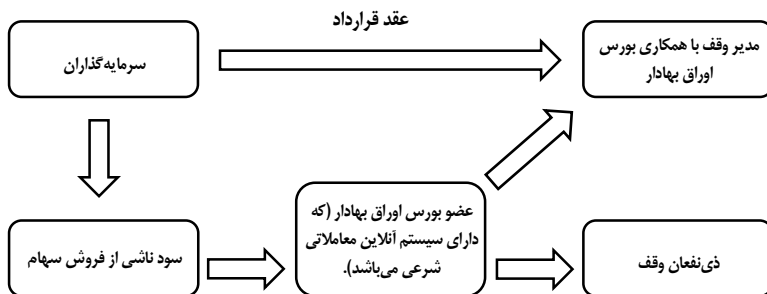 عقد قرارداد
مدیر وقف با همکاری بورس
اوراق بهادار
سرمایه‌گذاران
عضو بورس اوراق بهادار (که
دارای سیستم آنلاین معاملاتی
شرعی می‌باشد).
سود ناشی از فروش سهام
ذی‌نفعان وقف